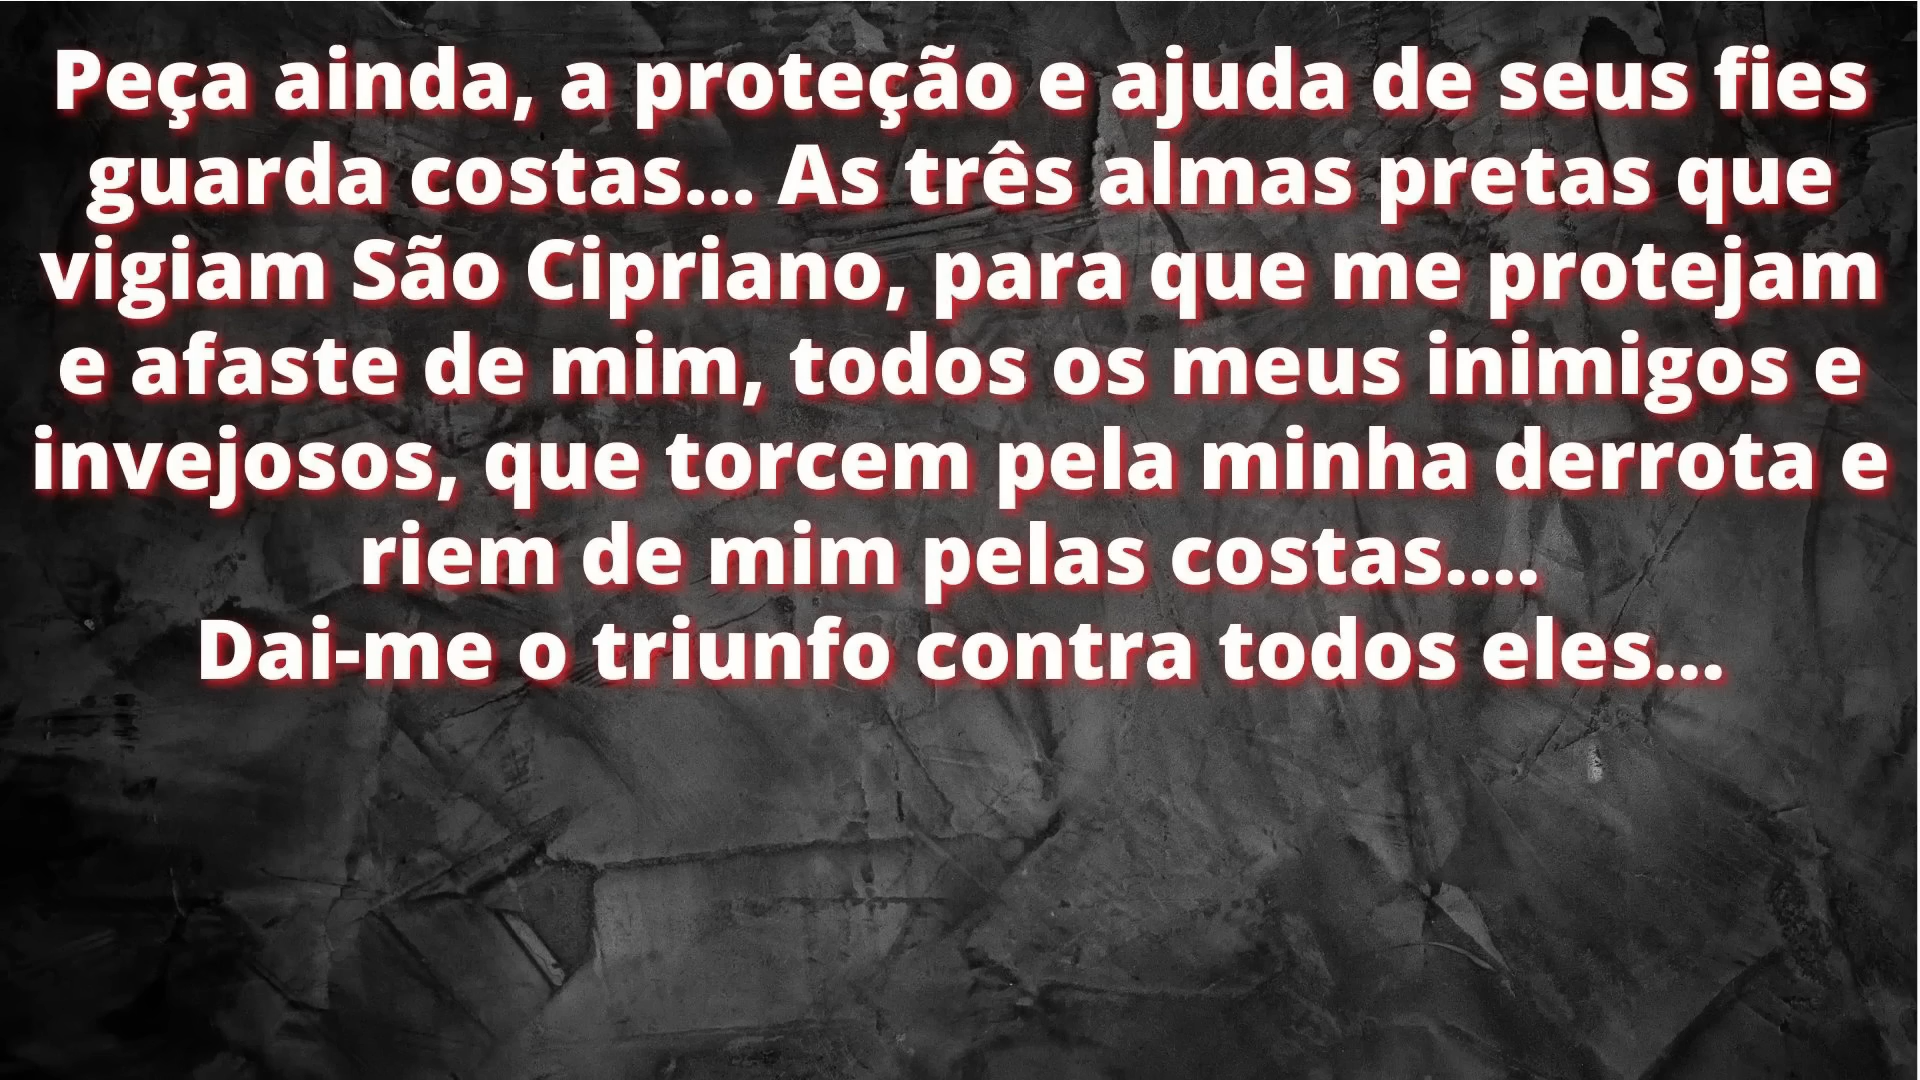 Peça ainda, a proteção e ajuda de seus fies
guarda costas... As três almas pretas que
vigiam São Cipriano, para que me protejam
e afaste de mim, todos os meus inimigos e
invejosos, que torcem pela minha derrota e
riem de mim pelas costas....
Dai-me o triunfo contra todos eles...